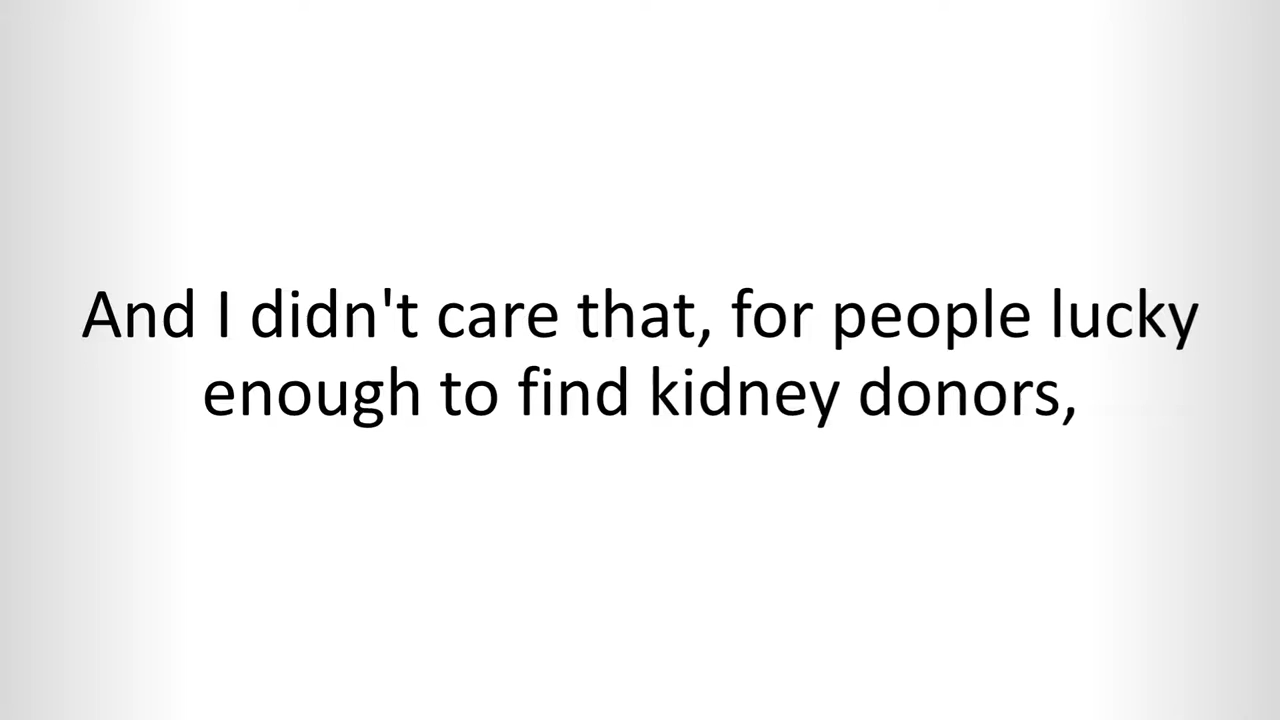 And I didn't care that, for people lucky
enough to find kidney donors,